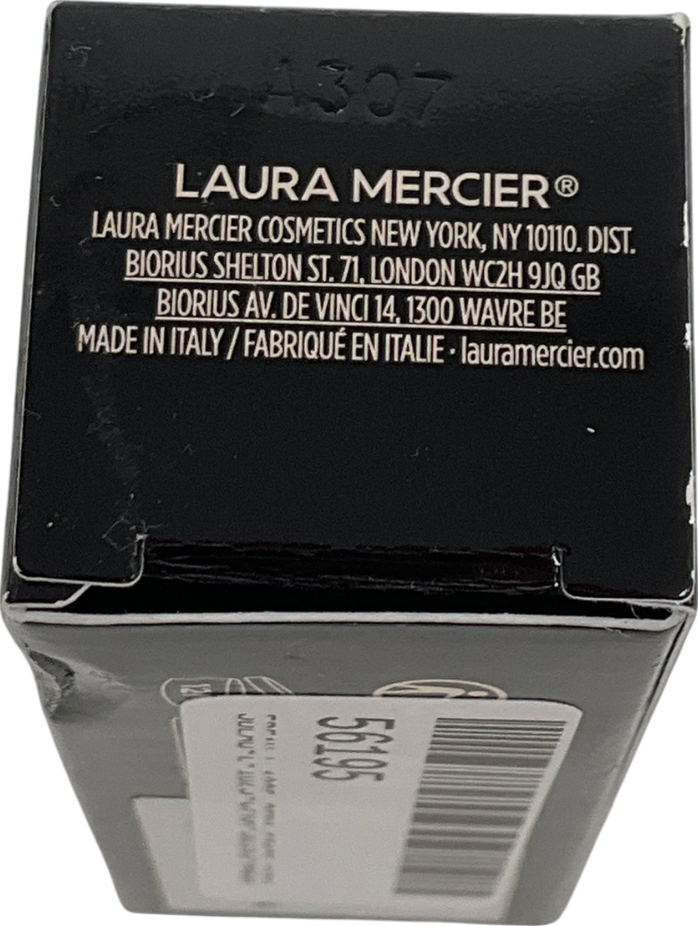 A307
LAURA MERCIER®
LAURA MERCIER COSMETICS NEW YORK, NY 10110. DIST.
BIORIUS SHELTON ST. 71, LONDON WC2H 9JQ GB
BIORIUS AV. DE VINCI 14, 1300 WAVRE BE
MADE IN ITALY / FABRIQUÉ EN ITALIE · lauramercier.com
56195